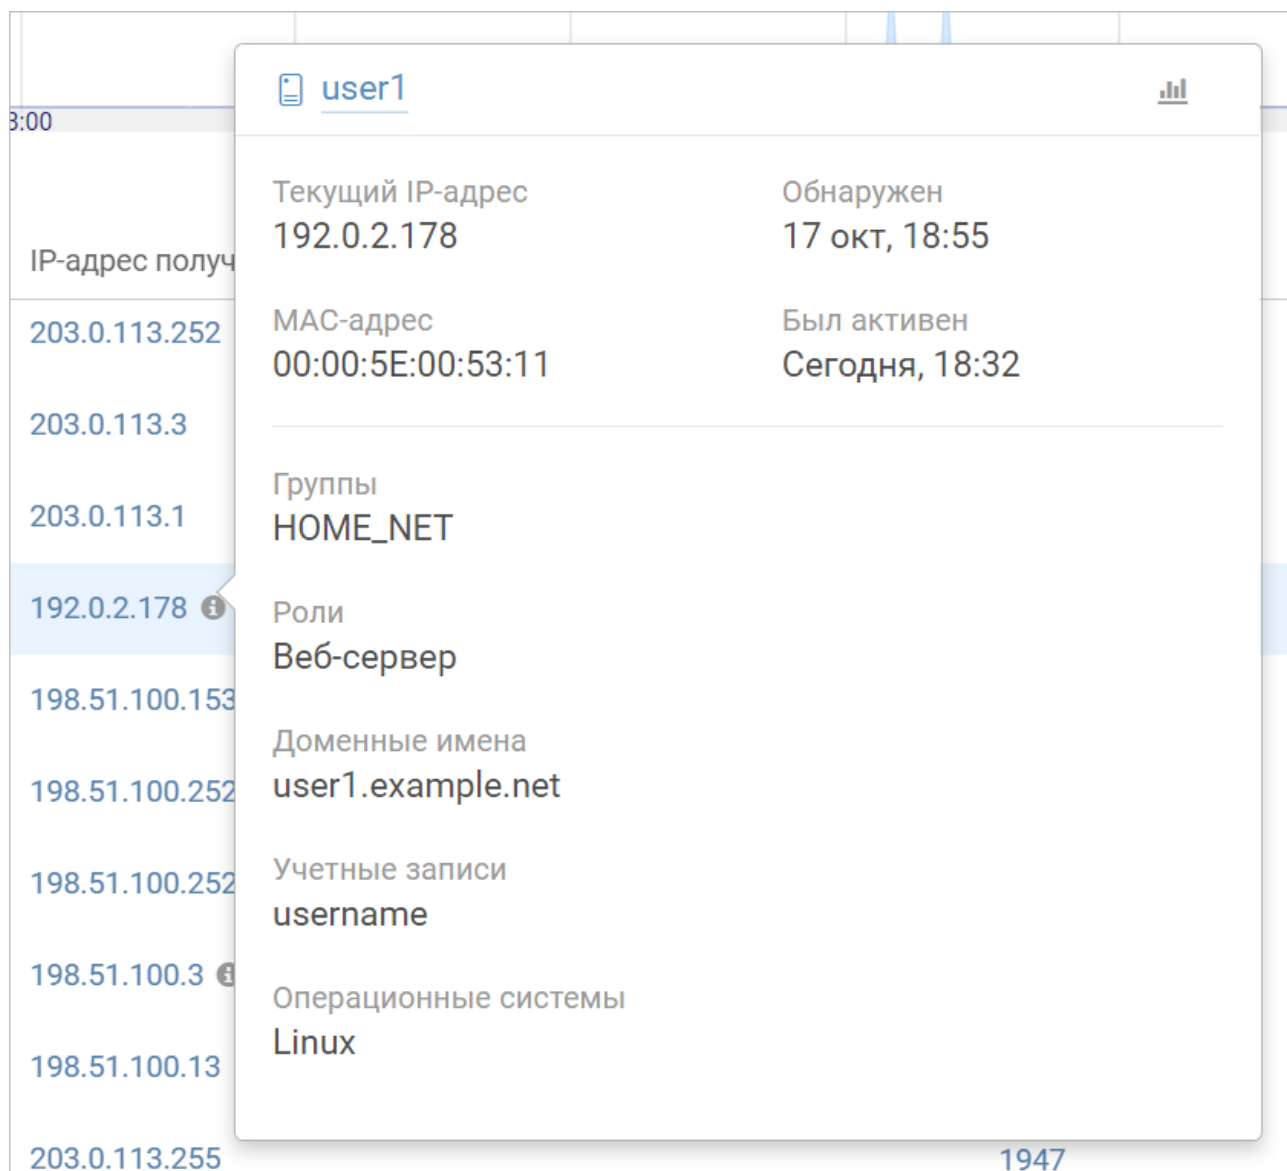 3:00
user1
Текущий IP-адрес
192.0.2.178
Обнаружен
17 окт, 18:55
MAC-адрес
00:00:5E:00:53:11
Был активен
Сегодня, 18:32
Группы
HOME_NET
Роли
Веб-сервер
Доменные имена
user1.example.net
Учетные записи
username
Операционные системы
Linux
IP-адрес получ
203.0.113.252
203.0.113.3
203.0.113.1
192.0.2.178
198.51.100.153
198.51.100.252
198.51.100.252
198.51.100.3
198.51.100.13
203.0.113.255
1947